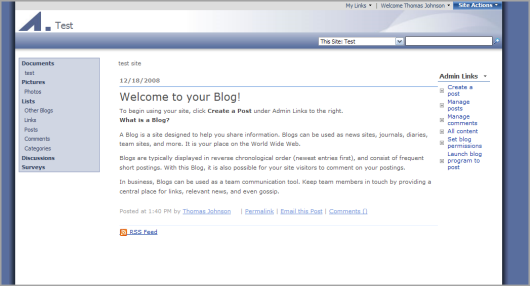 My Links ▾ | Welcome Thomas Johnson ▾ Site Actions ▾
Test
This Site: Test
Documents
test
Pictures
Photos
Lists
Other Blogs
Links
Posts
Comments
Categories
Discussions
Surveys
test site
12/18/2008
Welcome to your Blog!
To begin using your site, click Create a Post under Admin Links to the right.
What is a Blog?
A Blog is a site designed to help you share information. Blogs can be used as news sites, journals, diaries,
team sites, and more. It is your place on the World Wide Web.
Blogs are typically displayed in reverse chronological order (newest entries first), and consist of frequent
short postings. With this Blog, it is also possible for your site visitors to comment on your postings.
In business, Blogs can be used as a team communication tool. Keep team members in touch by providing a
central place for links, relevant news, and even gossip.
Posted at 1:40 PM by Thomas Johnson | Permalink | Email this Post | Comments ()
RSS Feed
Admin Links
Create a
post
Manage
posts
Manage
comments
All content
Set blog
permissions
Launch blog
program to
post